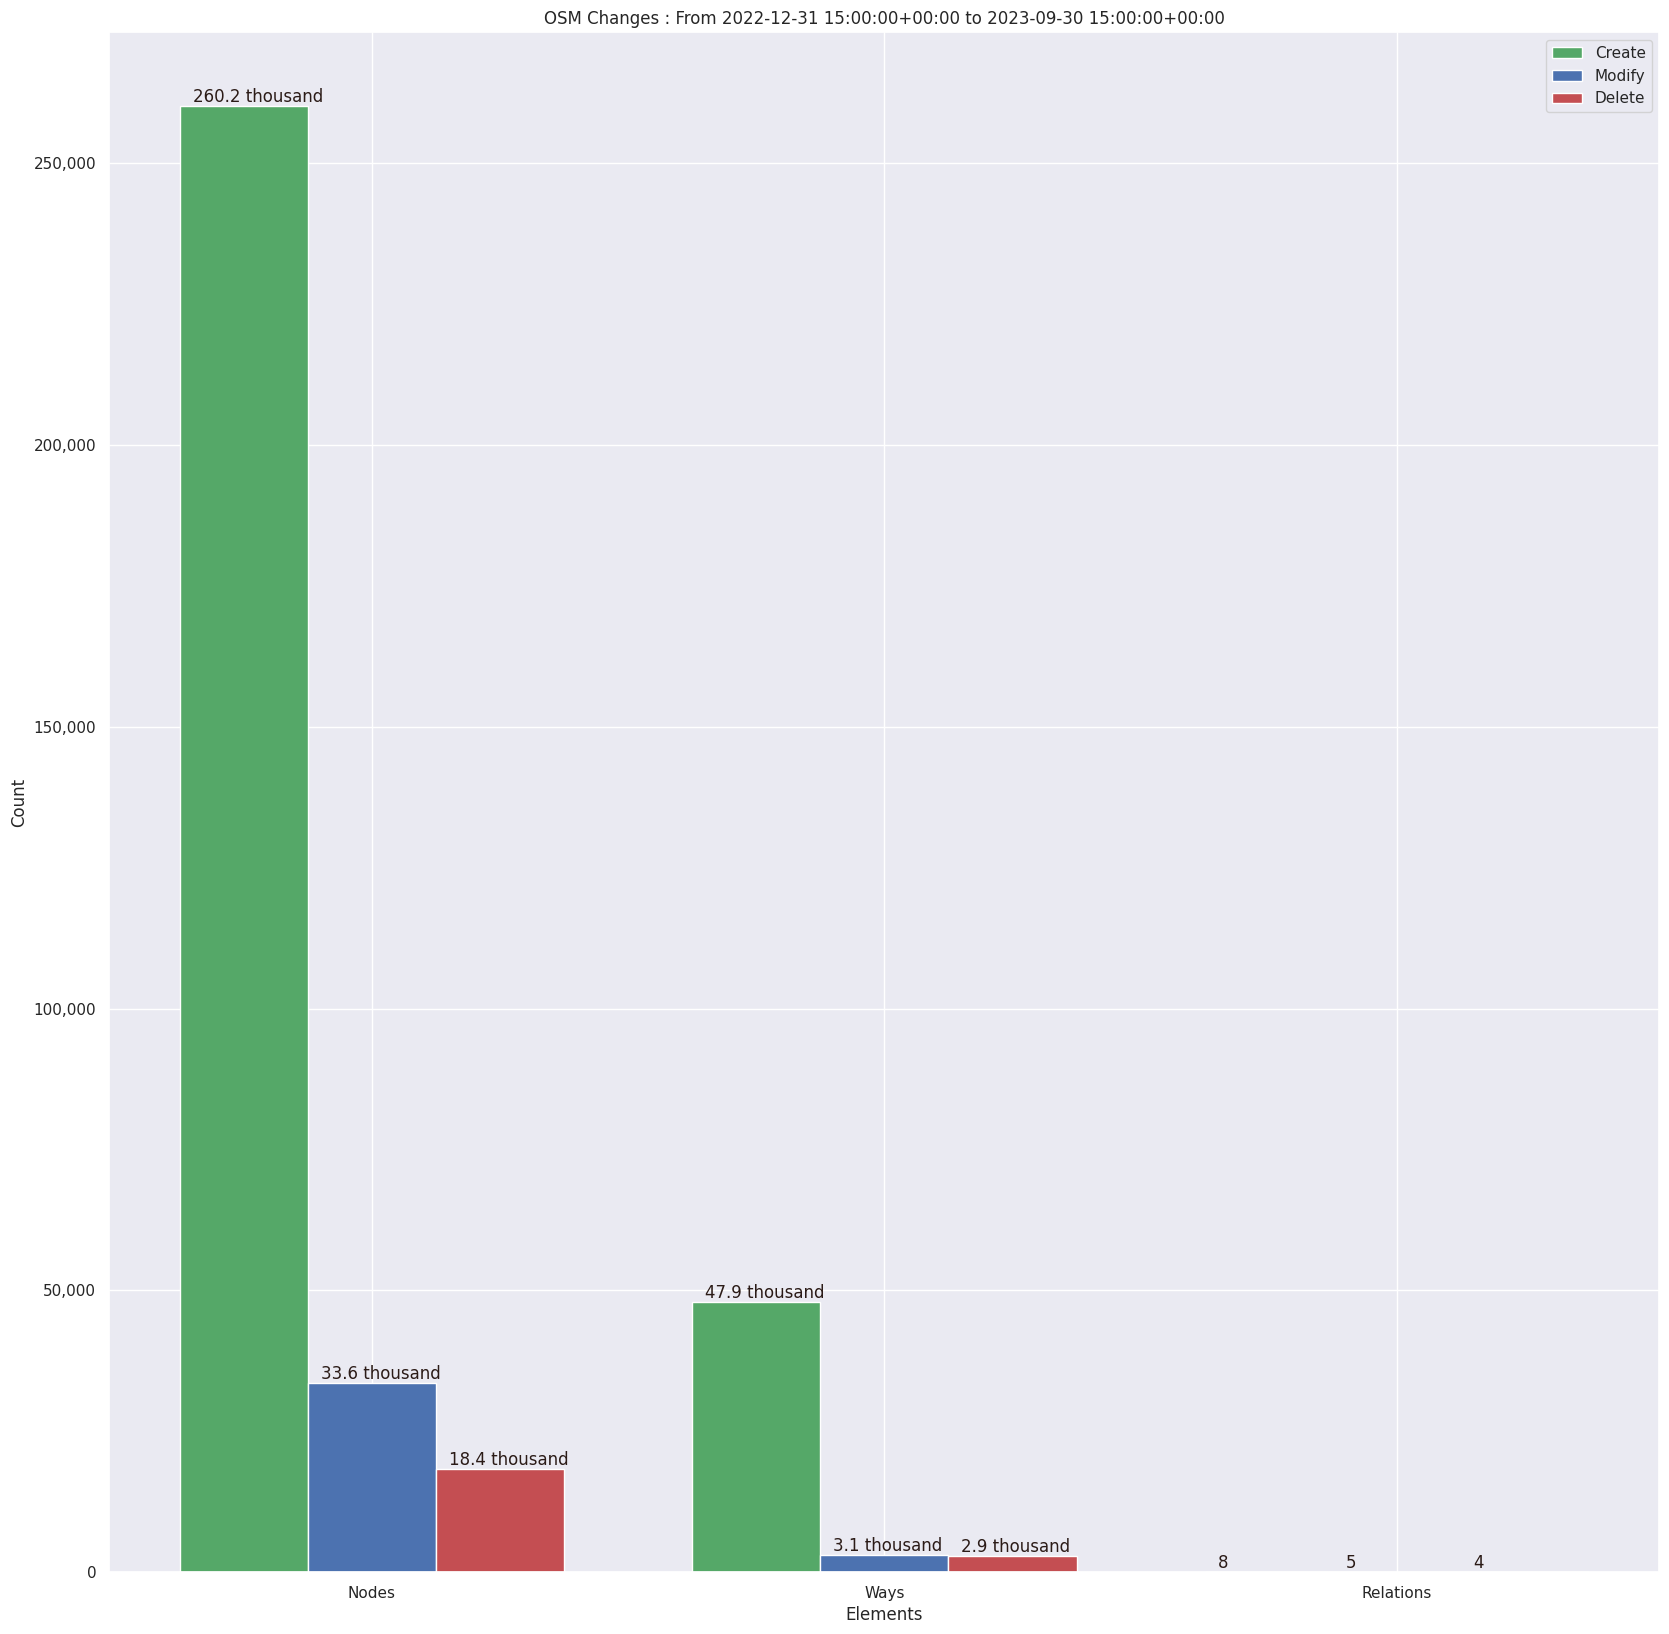 OSM Changes : From 2022-12-31 15:00:00+00:00 to 2023-09-30 15:00:00+00:00
Create
Modify
Delete
260.2 thousand
250,000
200,000
150,000
Count
100,000
50,000
47.9 thousand
33.6 thousand
18.4 thousand
3.1 thousand
2.9 thousand
8
5
4
0
Nodes
Ways
Relations
Elements